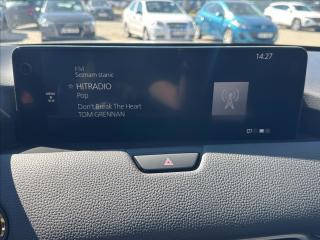 FM
Seznam stanic
14:27
HITRADIO
Pop
Don't Break The Heart
TOM GRENNAN